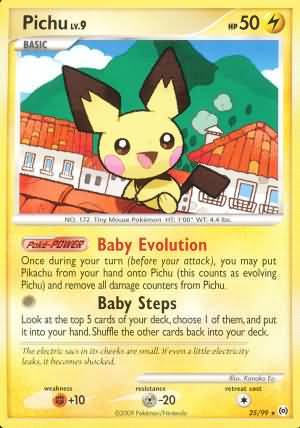 Pichu LV.9 HP 50
BASIC
NO. 172 Tiny Mouse Pokémon HT: 1'00" WT: 4.4 lbs.
Poké-POWER Baby Evolution
Once during your turn (before your attack), you may put
Pikachu from your hand onto Pichu (this counts as evolving
Pichu) and remove all damage counters from Pichu.
Baby Steps
Look at the top 5 cards of your deck, choose 1 of them, and put
it into your hand. Shuffle the other cards back into your deck.
The electric sacs in its cheeks are small. If even a little electricity
leaks, it becomes shocked.
Illus. Kanako Eo
weakness resistance retreat cost
+10 -20
©2009 Pokémon/Nintendo 25/99